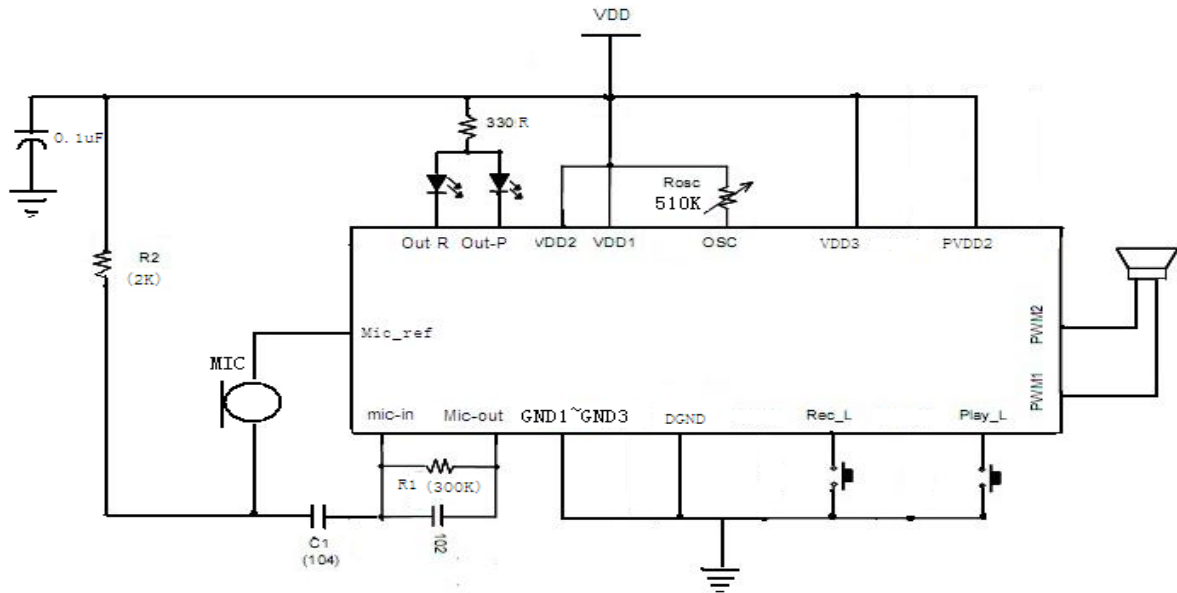 VDD
0.1uF
330R
Rosc
510K
Out R
Out-P
VDD2
VDD1
OSC
VDD3
PVDD2
R2
(2K)
Mic_ref
PWM2
MIC
PWM1
mic-in
Mic-out
GND1~GND3
DGND
Rec_L
Play_L
R1 (300K)
C1
(104)
102